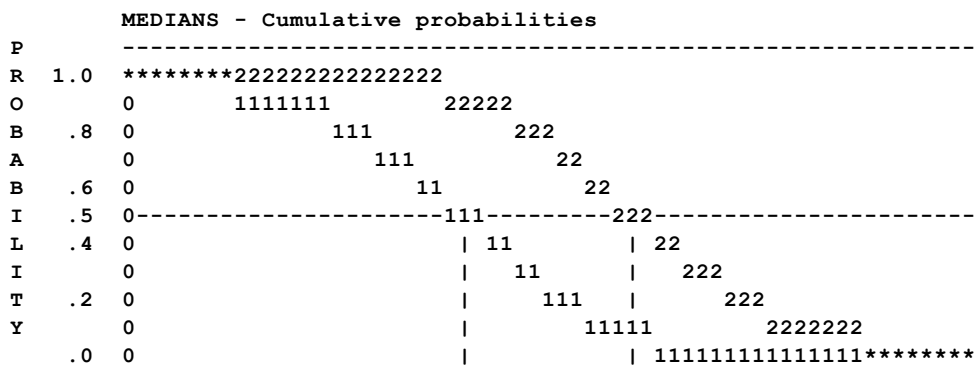 MEDIANS - Cumulative probabilities
P       -------------------------------------------------------------
R  1.0  ********222222222222222
O       0       1111111        22222
B   .8  0              111          222
A       0                 111          22
B   .6  0                    11          22
I   .5  0----------------------111---------222-----------------------
L   .4  0                       | 11        | 22
I       0                       |   11      |   222
T   .2  0                       |     111   |      222
Y       0                       |        11111        2222222
    .0  0                       |           | 111111111111111********